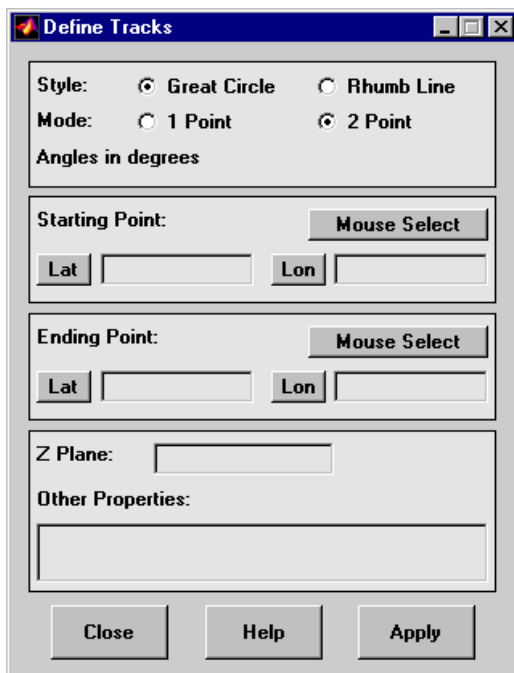 Define Tracks
Style: Great Circle Rhumb Line
Mode: 1 Point 2 Point
Angles in degrees
Starting Point: Mouse Select
Lat Lon
Ending Point: Mouse Select
Lat Lon
Z Plane:
Other Properties:
Close Help Apply